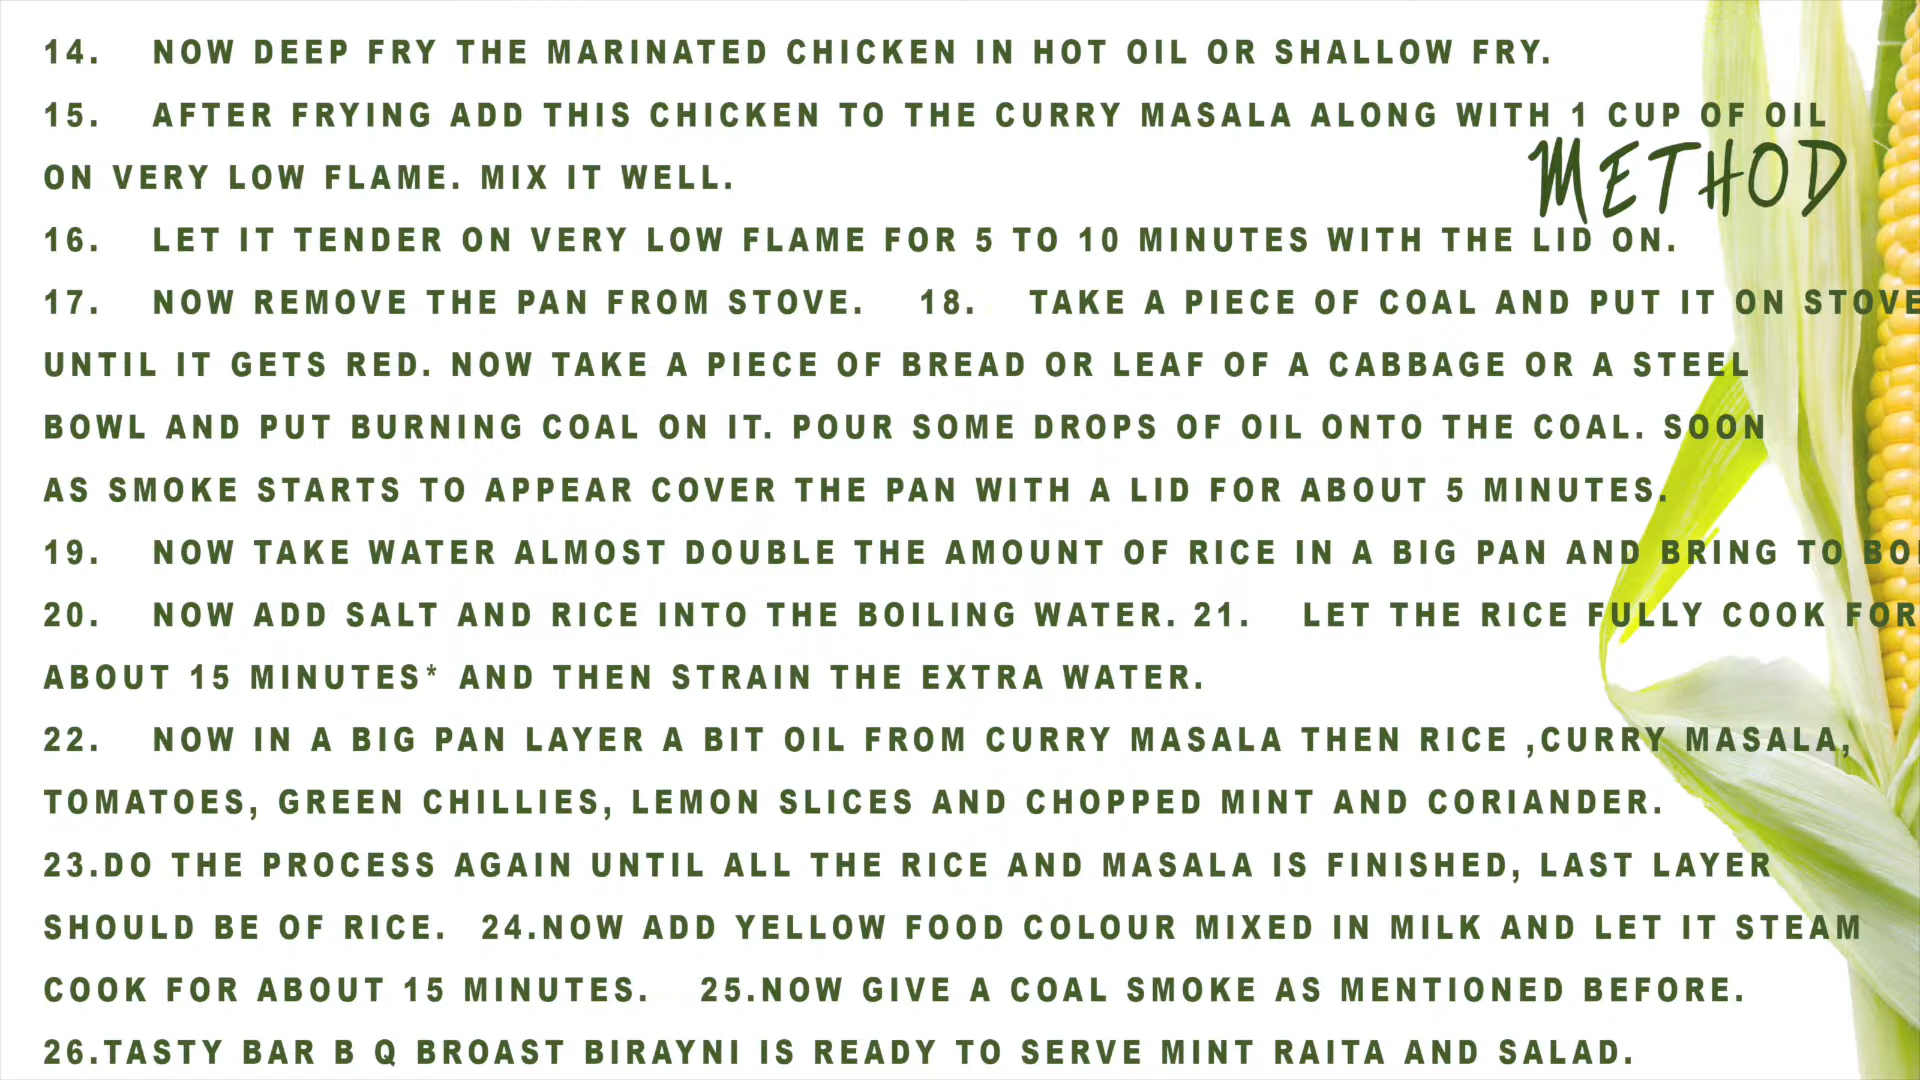 14. NOW DEEP FRY THE MARINATED CHICKEN IN HOT OIL OR SHALLOW FRY.
15. AFTER FRYING ADD THIS CHICKEN TO THE CURRY MASALA ALONG WITH 1 CUP OF OIL
METHOD
ON VERY LOW FLAME. MIX IT WELL.
16. LET IT TENDER ON VERY LOW FLAME FOR 5 TO 10 MINUTES WITH THE LID ON.
17. NOW REMOVE THE PAN FROM STOVE. 18. TAKE A PIECE OF COAL AND PUT IT ON STOVE
UNTIL IT GETS RED. NOW TAKE A PIECE OF BREAD OR LEAF OF A CABBAGE OR A STEEL
BOWL AND PUT BURNING COAL ON IT. POUR SOME DROPS OF OIL ONTO THE COAL. SOON
AS SMOKE STARTS TO APPEAR COVER THE PAN WITH A LID FOR ABOUT 5 MINUTES.
19. NOW TAKE WATER ALMOST DOUBLE THE AMOUNT OF RICE IN A BIG PAN AND BRING TO
20. NOW ADD SALT AND RICE INTO THE BOILING WATER. 21. LET THE RICE FULLY COOK FOR
ABOUT 15 MINUTES* AND THEN STRAIN THE EXTRA WATER.
22. NOW IN A BIG PAN LAYER A BIT OIL FROM CURRY MASALA THEN RICE ,CURRY MASALA,
TOMATOES, GREEN CHILLIES, LEMON SLICES AND CHOPPED MINT AND CORIANDER.
23.DO THE PROCESS AGAIN UNTIL ALL THE RICE AND MASALA IS FINISHED, LAST LAYER
SHOULD BE OF RICE. 24.NOW ADD YELLOW FOOD COLOUR MIXED IN MILK AND LET IT STEAM
COOK FOR ABOUT 15 MINUTES. 25.NOW GIVE A COAL SMOKE AS MENTIONED BEFORE.
26.TASTY BAR B Q BROAST BIRAYNI IS READY TO SERVE MINT RAITA AND SALAD.